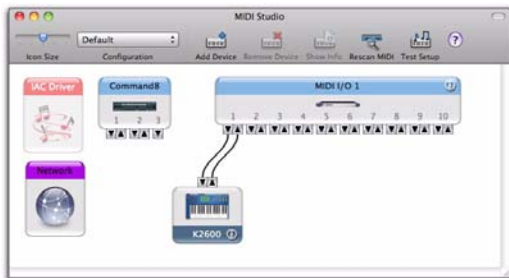 MIDI Studio
Default
Icon Size
Configuration
Add Device
Remove Device
Show Info
Rescan MIDI
Test Setup
?
IAC Driver
Command8
1 2 3
MIDI I/O 1
1 2 3 4 5 6 7 8 9 10
Network
K2600